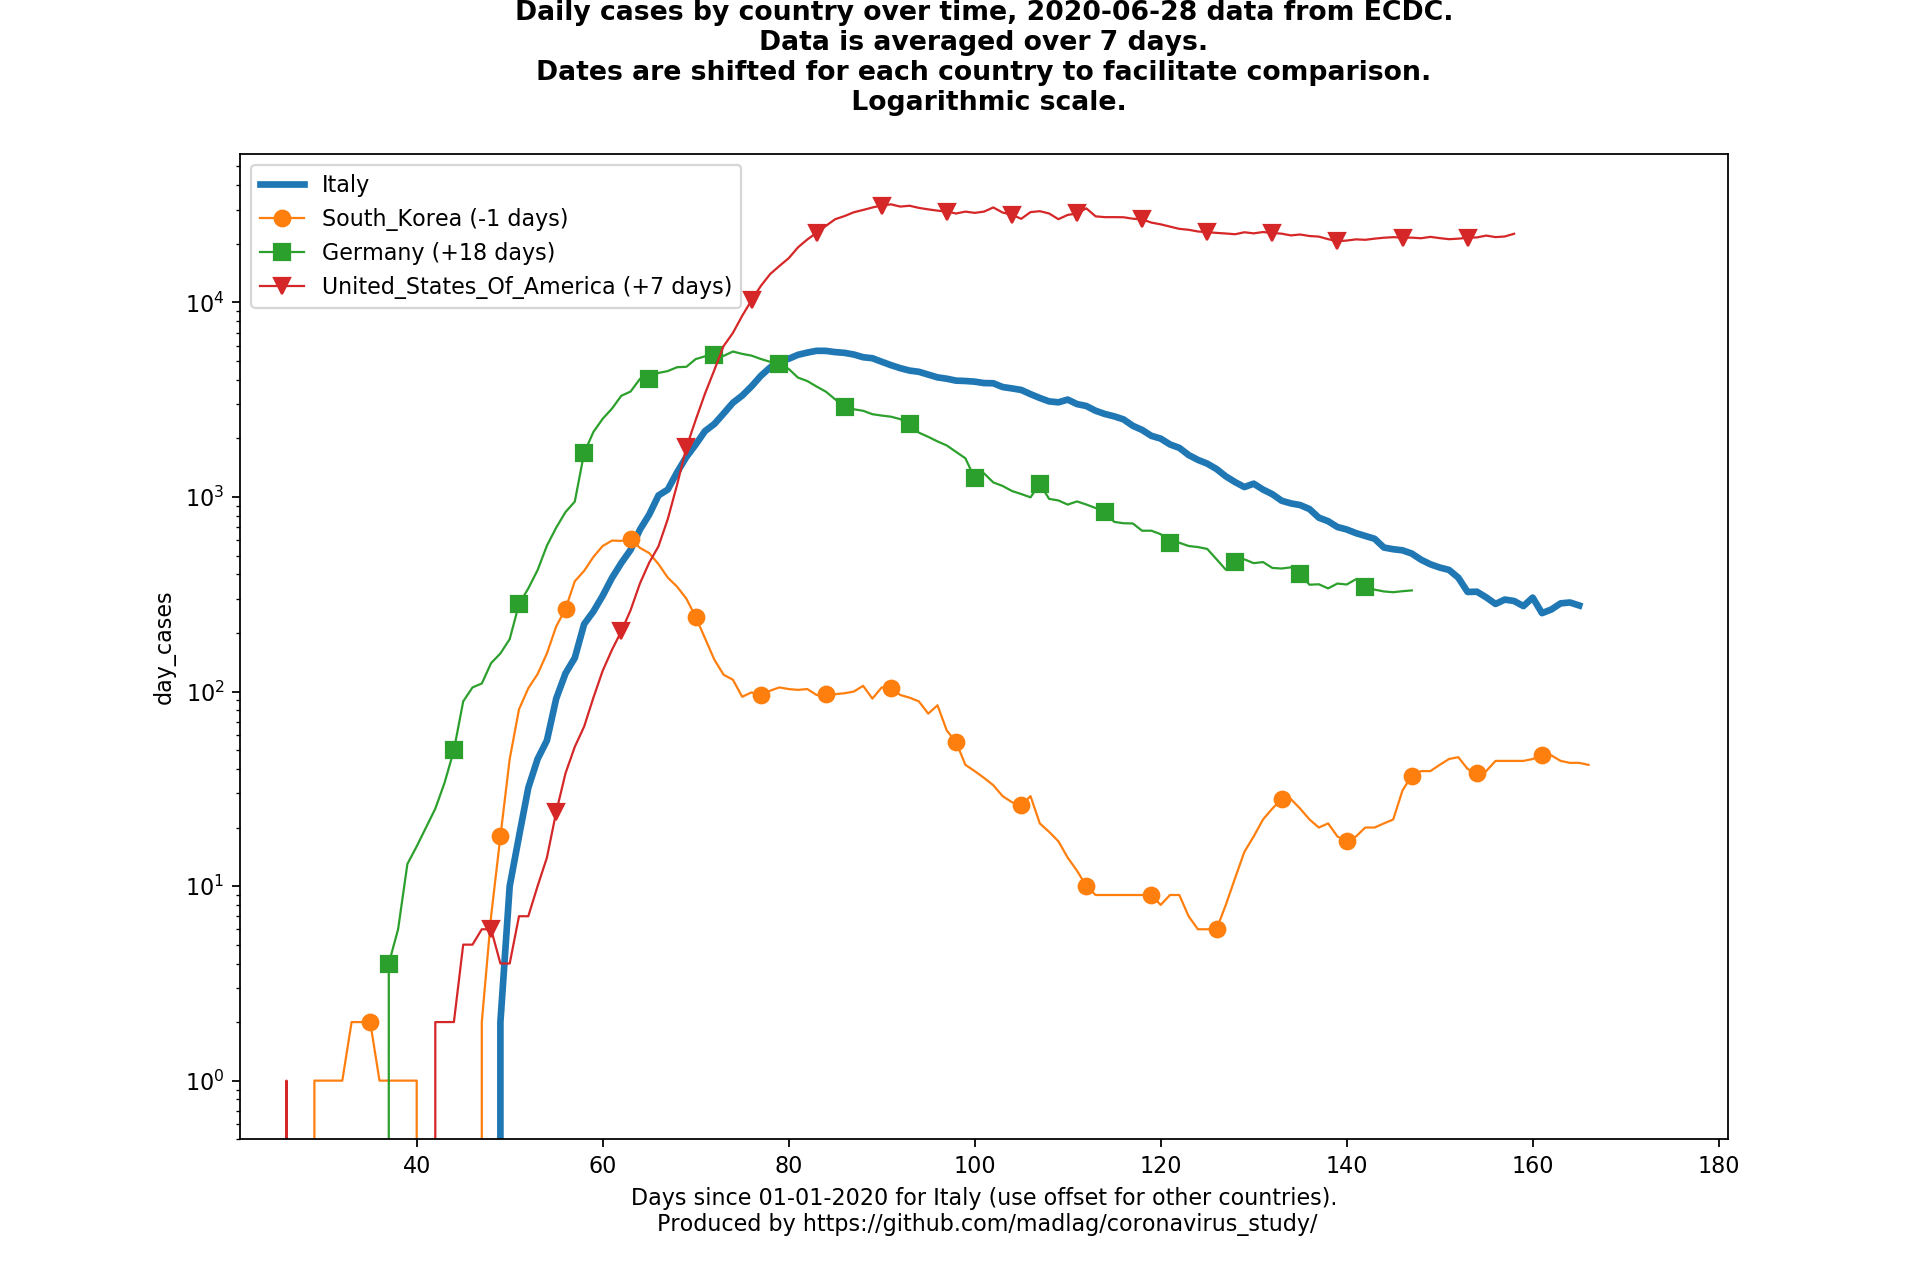 Daily cases by country over time, 2020-06-28 data from ECDC.
Data is averaged over 7 days.
Dates are shifted for each country to facilitate comparison.
Logarithmic scale.
Italy
South_Korea (-1 days)
Germany (+18 days)
United_States_Of_America (+7 days)
day_cases
10⁴
10³
10²
10¹
10⁰
40 60 80 100 120 140 160 180
Days since 01-01-2020 for Italy (use offset for other countries).
Produced by https://github.com/madlag/coronavirus_study/